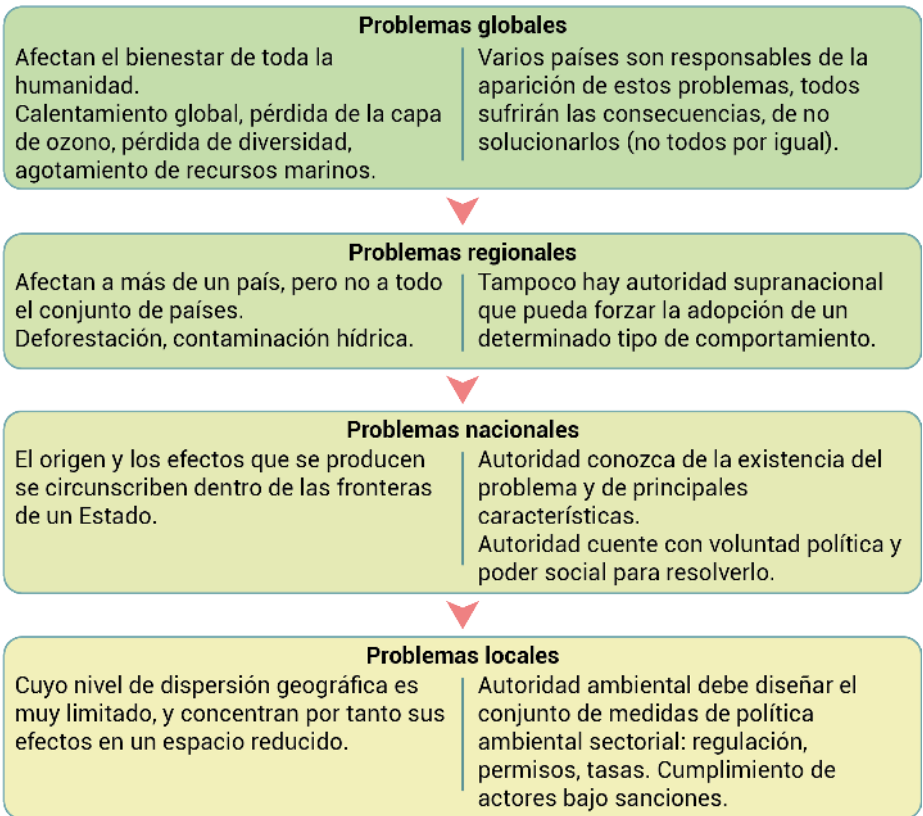 Problemas globales
Afectan el bienestar de toda la
humanidad.
Calentamiento global, pérdida de la capa
de ozono, pérdida de diversidad,
agotamiento de recursos marinos.
Varios países son responsables de la
aparición de estos problemas, todos
sufrirán las consecuencias, de no
solucionarlos (no todos por igual).
Problemas regionales
Afectan a más de un país, pero no a todo
el conjunto de países.
Deforestación, contaminación hídrica.
Tampoco hay autoridad supranacional
que pueda forzar la adopción de un
determinado tipo de comportamiento.
Problemas nacionales
El origen y los efectos que se producen
se circunscriben dentro de las fronteras
de un Estado.
Autoridad conozca de la existencia del
problema y de principales
características.
Autoridad cuente con voluntad política y
poder social para resolverlo.
Problemas locales
Cuyo nivel de dispersión geográfica es
muy limitado, y concentran por tanto sus
efectos en un espacio reducido.
Autoridad ambiental debe diseñar el
conjunto de medidas de política
ambiental sectorial: regulación,
permisos, tasas. Cumplimiento de
actores bajo sanciones.